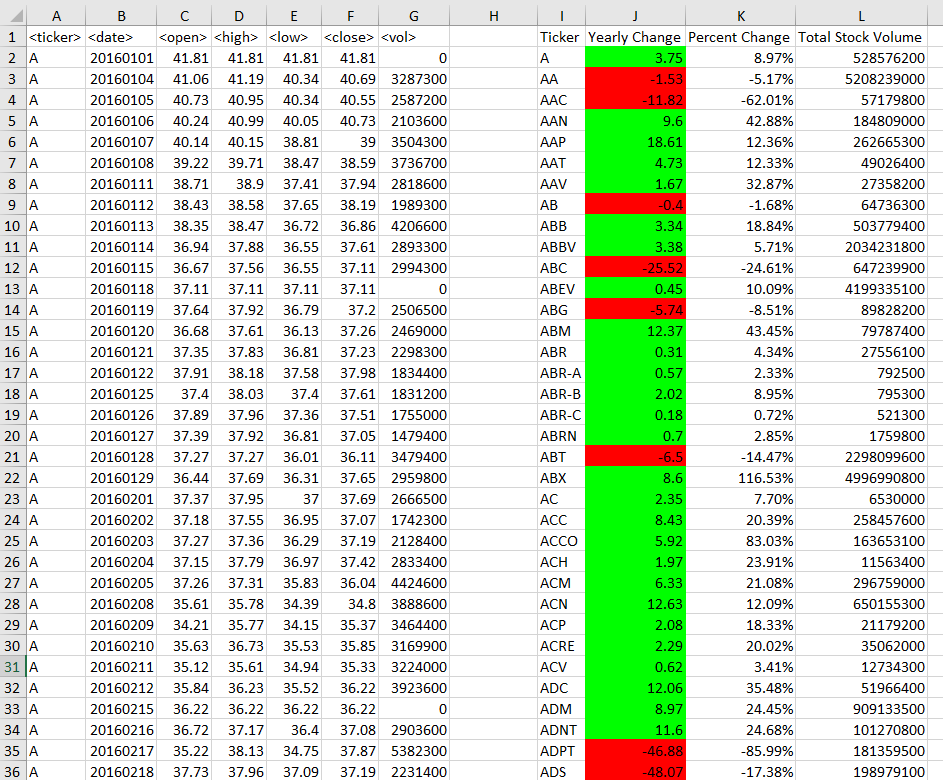 A B C D E F G H I J K L
1 <ticker> <date> <open> <high> <low> <close> <vol> Ticker Yearly Change Percent Change Total Stock Volume
2 A 20160101 41.81 41.81 41.81 41.81 0 A 3.75 8.97% 528576200
3 A 20160104 41.06 41.19 40.34 40.69 3287300 AA -1.53 -5.17% 5208239000
4 A 20160105 40.73 40.95 40.34 40.55 2587200 AAC -11.82 -62.01% 57179800
5 A 20160106 40.24 40.99 40.05 40.73 2103600 AAN 9.6 42.88% 184809000
6 A 20160107 40.14 40.15 38.81 39 3504300 AAP 18.61 12.36% 262665300
7 A 20160108 39.22 39.71 38.47 38.59 3736700 AAT 4.73 12.33% 49026400
8 A 20160111 38.71 38.9 37.41 37.94 2818600 AAV 1.67 32.87% 27358200
9 A 20160112 38.43 38.58 37.65 38.19 1989300 AB -0.4 -1.68% 64736300
10 A 20160113 38.35 38.47 36.72 36.86 4206600 ABB 3.34 18.84% 503779400
11 A 20160114 36.94 37.88 36.55 37.61 2893300 ABBV 3.38 5.71% 2034231800
12 A 20160115 36.67 37.56 36.55 37.11 2994300 ABC -25.52 -24.61% 647239900
13 A 20160118 37.11 37.11 37.11 37.11 0 ABEV 0.45 10.09% 4199335100
14 A 20160119 37.64 37.92 36.79 37.2 2506500 ABG -5.74 -8.51% 89828200
15 A 20160120 36.68 37.61 36.13 37.26 2469000 ABM 12.37 43.45% 79787400
16 A 20160121 37.35 37.83 36.81 37.23 2298300 ABR 0.31 4.34% 27556100
17 A 20160122 37.91 38.18 37.58 37.98 1834400 ABR-A 0.57 2.33% 792500
18 A 20160125 37.4 38.03 37.4 37.61 1831200 ABR-B 2.02 8.95% 795300
19 A 20160126 37.89 37.96 37.36 37.51 1755000 ABR-C 0.18 0.72% 521300
20 A 20160127 37.39 37.92 36.81 37.05 1479400 ABRN 0.7 2.85% 1759800
21 A 20160128 37.27 37.27 36.01 36.11 3479400 ABT -6.5 -14.47% 2298099600
22 A 20160129 36.44 37.69 36.31 37.65 2959800 ABX 8.6 116.53% 4996990800
23 A 20160201 37.37 37.95 37 37.69 2666500 AC 2.35 7.70% 6530000
24 A 20160202 37.18 37.55 36.95 37.07 1742300 ACC 8.43 20.39% 258457600
25 A 20160203 37.27 37.36 36.29 37.19 2128400 ACCO 5.92 83.03% 163653100
26 A 20160204 37.15 37.79 36.97 37.42 2833400 ACH 1.97 23.91% 11563400
27 A 20160205 37.26 37.31 35.83 36.04 4424600 ACM 6.33 21.08% 296759000
28 A 20160208 35.61 35.78 34.39 34.8 3888600 ACN 12.63 12.09% 650155300
29 A 20160209 34.21 35.77 34.15 35.37 3464400 ACP 2.08 18.33% 21179200
30 A 20160210 35.63 36.73 35.53 35.85 3169900 ACRE 2.29 20.02% 35062000
31 A 20160211 35.12 35.61 34.94 35.33 3224000 ACV 0.62 3.41% 12734300
32 A 20160212 35.84 36.23 35.52 36.22 3923600 ADC 12.06 35.48% 51966400
33 A 20160215 36.22 36.22 36.22 36.22 0 ADM 8.97 24.45% 909133500
34 A 20160216 36.72 37.17 36.4 37.08 2903600 ADNT 11.6 24.68% 101270800
35 A 20160217 35.22 38.13 34.75 37.87 5382300 ADPT -46.88 -85.99% 181359500
36 A 20160218 37.73 37.96 37.09 37.19 2231400 ADS -48.07 -17.38% 198979100